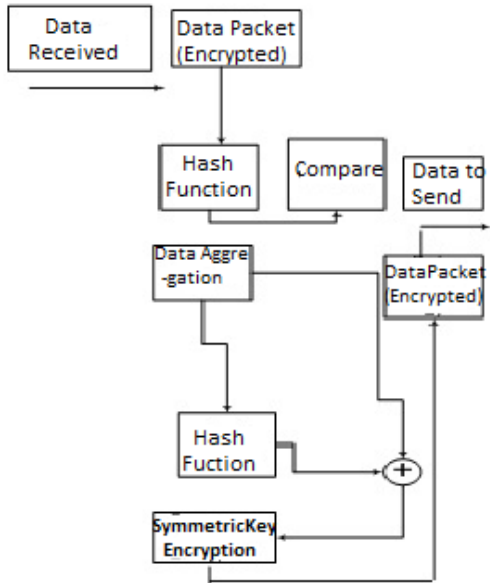 Data
Received
Data Packet
(Encrypted)
Hash
Function
Compare
Data to
Send
Data Aggre
-gation
DataPacket
(Encrypted)
Hash
Fuction
+
SymmetricKey
Encryption